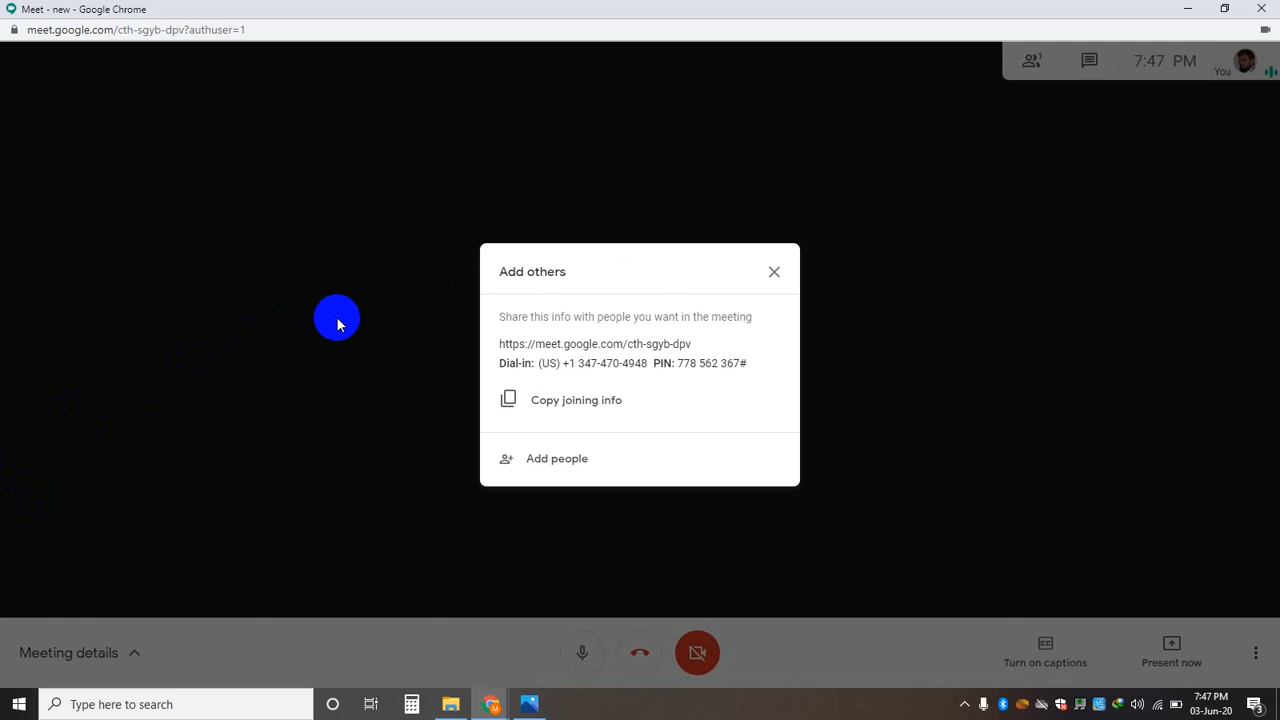 Meet - new - Google Chrome
meet.google.com/cth-sgyb-dpv?authuser=1
1
7:47 PM
You
Add others
Share this info with people you want in the meeting
https://meet.google.com/cth-sgyb-dpv
Dial-in: (US) +1 347-470-4948 PIN: 778 562 367#
Copy joining info
Add people
Meeting details
CC
Turn on captions
Present now
Type here to search
M
7:47 PM
03-Jun-20
3